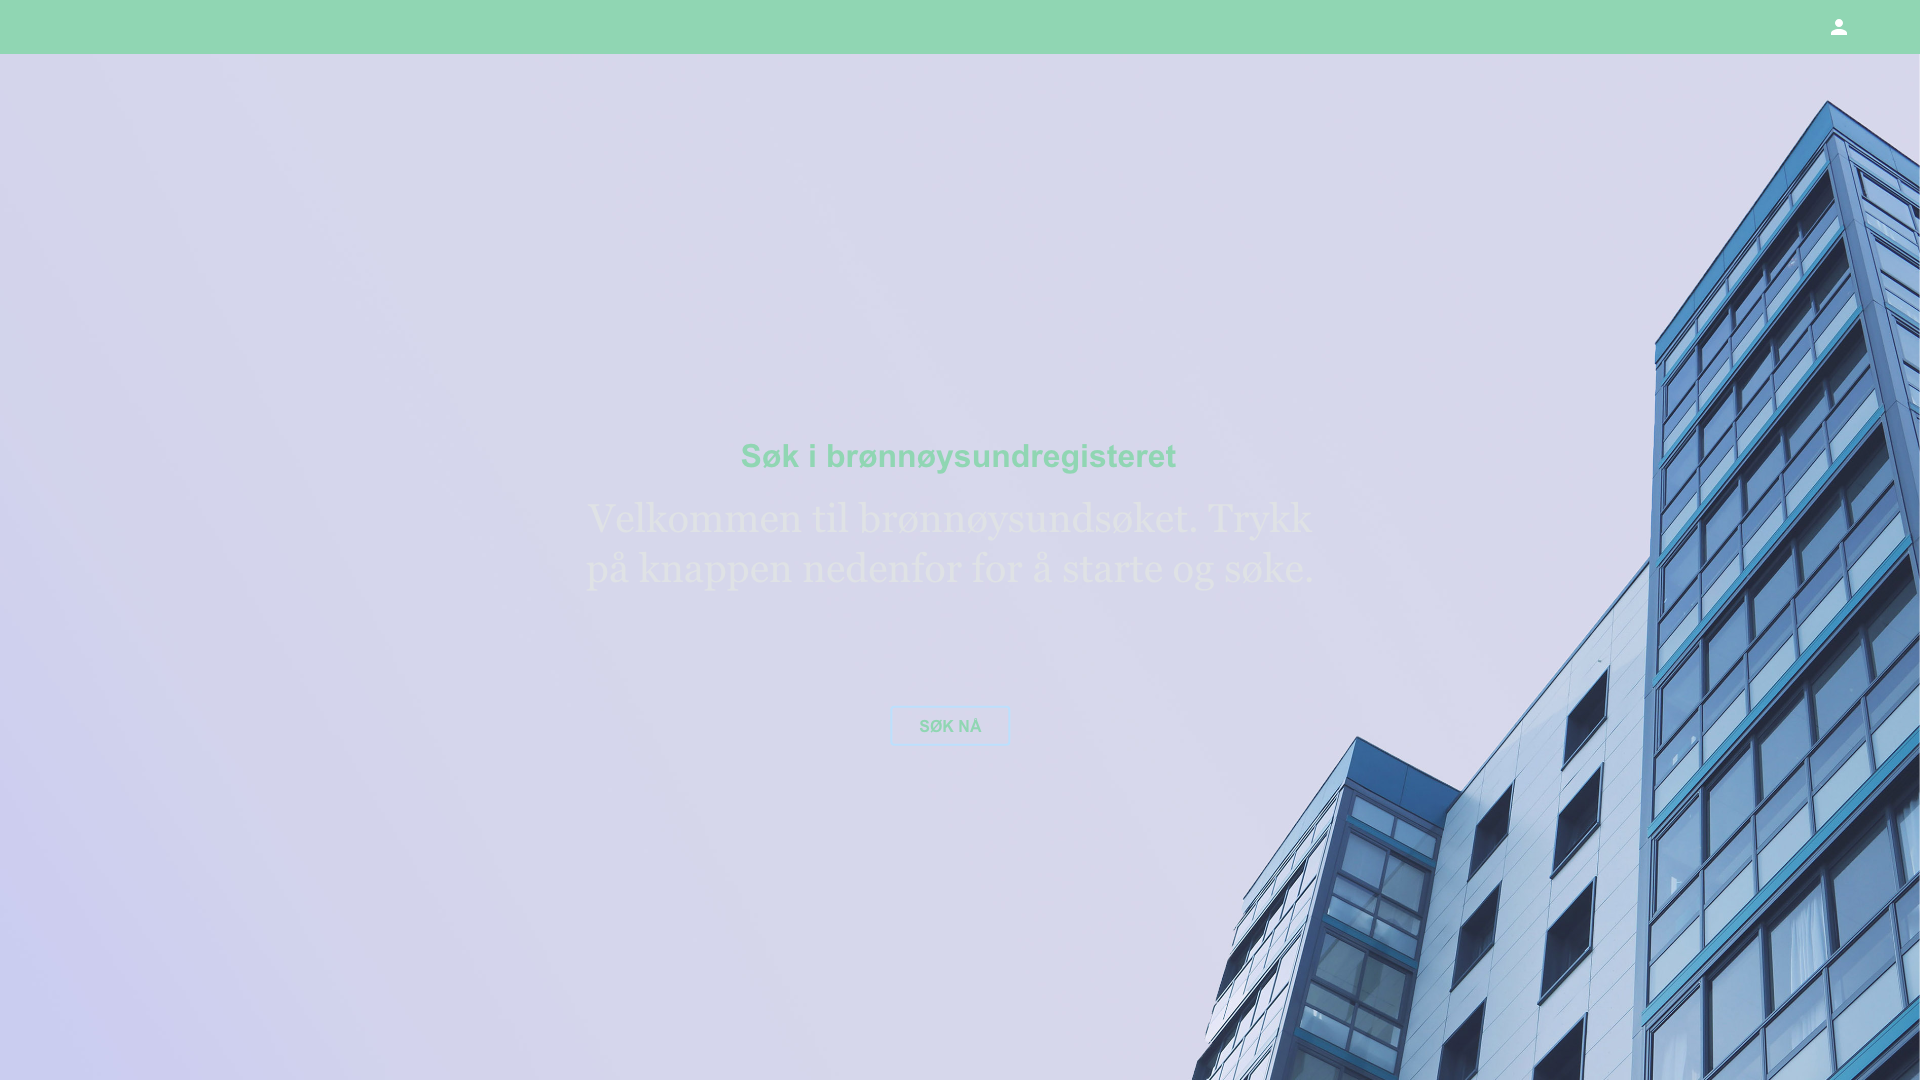 Søk i brønnøysundregisteret
Velkommen til brønnøysundsøket. Trykk
på knappen nedenfor for å starte og søke.
SØK NÅ